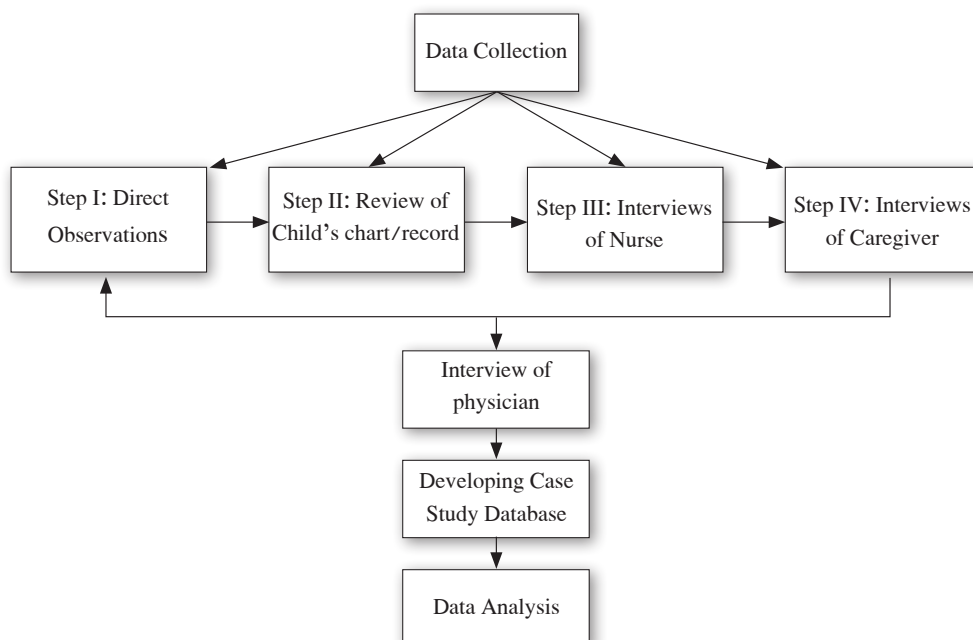 Data Collection
Step I: Direct
Observations
Step II: Review of
Child's chart/record
Step III: Interviews
of Nurse
Step IV: Interviews
of Caregiver
Interview of
physician
Developing Case
Study Database
Data Analysis